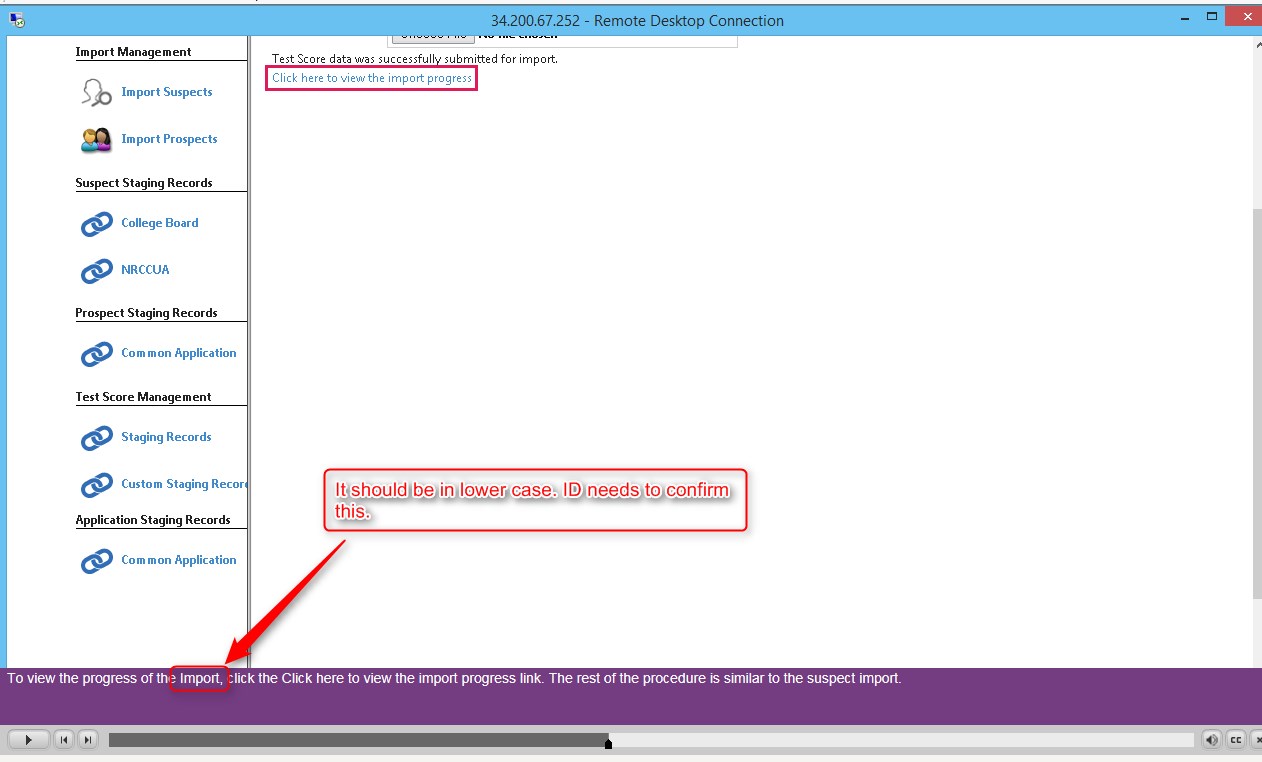 34.200.67.252 - Remote Desktop Connection
Import Management
Import Suspects
Import Prospects
Suspect Staging Records
College Board
NRCCUA
Prospect Staging Records
Common Application
Test Score Management
Staging Records
Custom Staging Recor
Application Staging Records
Common Application
Choose File No file chosen
Test Score data was successfully submitted for import.
Click here to view the import progress
It should be in lower case. ID needs to confirm
this.
To view the progress of the Import, click the Click here to view the import progress link. The rest of the procedure is similar to the suspect import.
CC